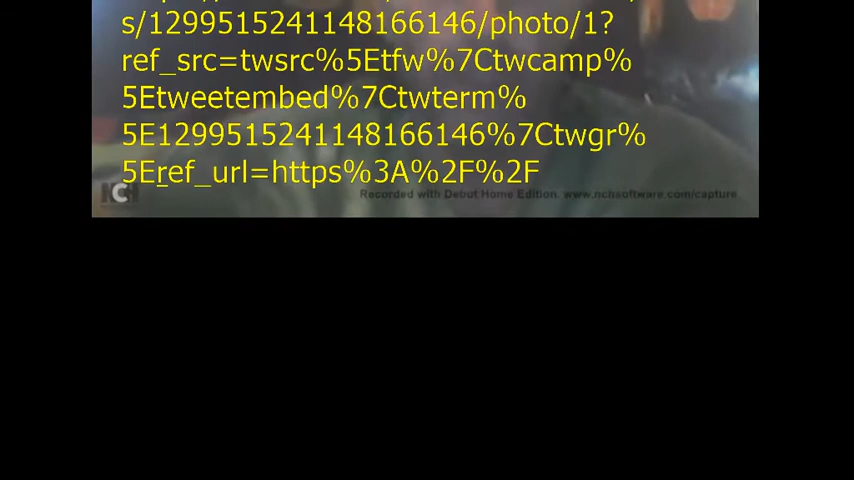 s/1299515241148166146/photo/1?
ref_src=twsrc%5Etfw%7Ctwcamp%
5Etweetembed%7Ctwterm%
5E1299515241148166146%7Ctwgr%
5Eref_url=https%3A%2F%2F
NCH
Recorded with Debut Home Edition. www.nchsoftware.com/capture